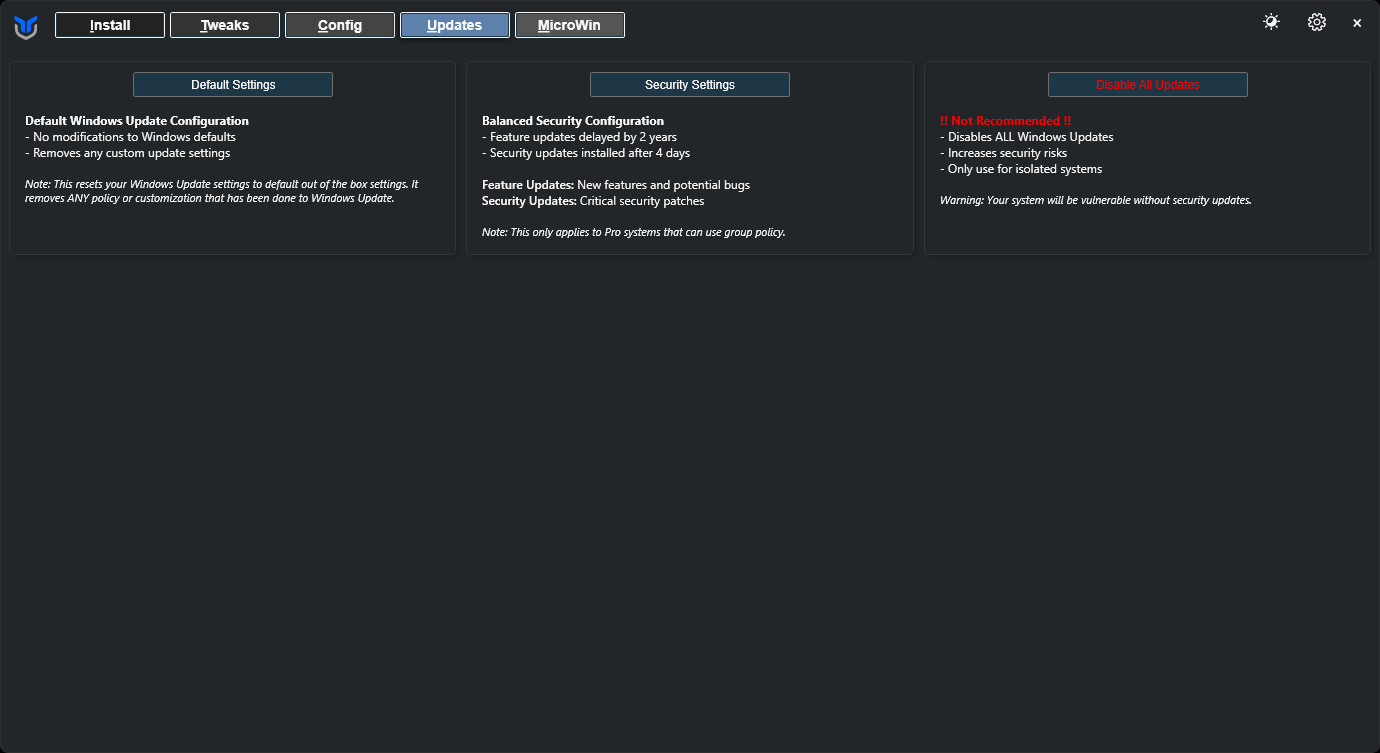 Install
Tweaks
Config
Updates
MicroWin
Default Settings
Default Windows Update Configuration
- No modifications to Windows defaults
- Removes any custom update settings
Note: This resets your Windows Update settings to default out of the box settings. It
removes ANY policy or customization that has been done to Windows Update.
Security Settings
Balanced Security Configuration
- Feature updates delayed by 2 years
- Security updates installed after 4 days
Feature Updates: New features and potential bugs
Security Updates: Critical security patches
Note: This only applies to Pro systems that can use group policy.
Disable All Updates
!! Not Recommended !!
- Disables ALL Windows Updates
- Increases security risks
- Only use for isolated systems
Warning: Your system will be vulnerable without security updates.